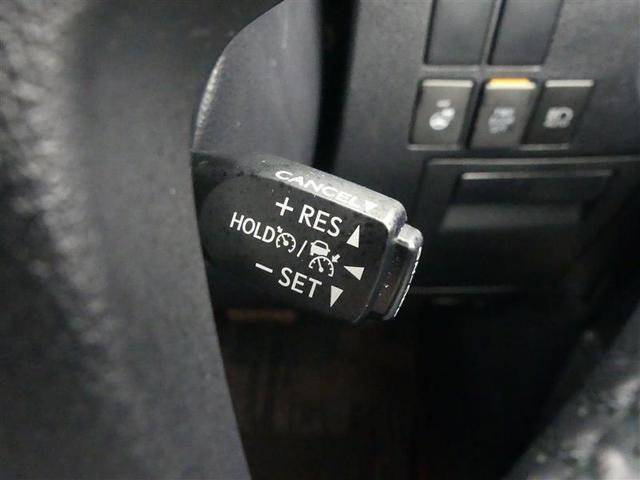 CANCEL▼
+ RES ▲
HOLD / ◀
− SET ▼